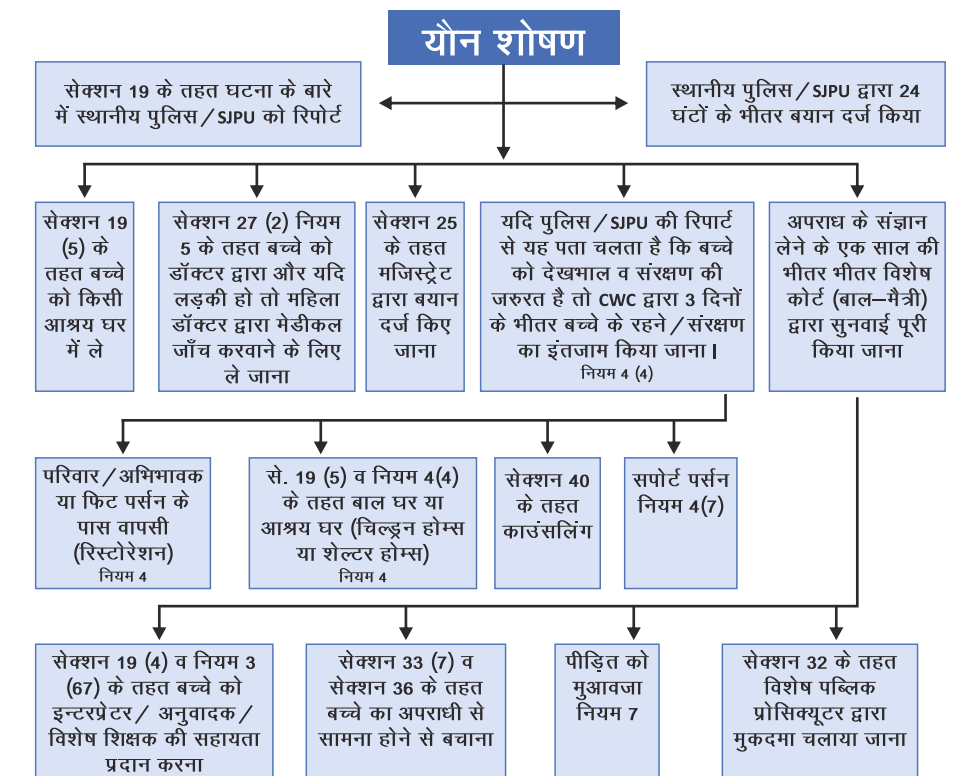 यौन शोषण
सेक्शन 19 के तहत घटना के बारे
में स्थानीय पुलिस/SJPU को रिपोर्ट
स्थानीय पुलिस/SJPU द्वारा 24
घंटों के भीतर बयान दर्ज किया
सेक्शन 19
(5) के
तहत बच्चे
को किसी
आश्रय घर
में ले
सेक्शन 27 (2) नियम
5 के तहत बच्चे को
डॉक्टर द्वारा और यदि
लड़की हो तो महिला
डॉक्टर द्वारा मेडीकल
जाँच करवाने के लिए
ले जाना
सेक्शन 25
के तहत
मजिस्ट्रेट
द्वारा बयान
दर्ज किए
जाना
यदि पुलिस/SJPU की रिपार्ट
से यह पता चलता है कि बच्चे
को देखभाल व संरक्षण की
जरुरत है तो CWC द्वारा 3 दिनों
के भीतर बच्चे के रहने/संरक्षण
का इंतजाम किया जाना।
नियम 4 (4)
अपराध के संज्ञान
लेने के एक साल की
भीतर भीतर विशेष
कोर्ट (बाल–मैत्री)
द्वारा सुनवाई पूरी
किया जाना
परिवार/अभिभावक
या फिट पर्सन के
पास वापसी
(रिस्टोरेशन)
नियम 4
से. 19 (5) व नियम 4(4)
के तहत बाल घर या
आश्रय घर (चिल्ड्रन होम्स
या शेल्टर होम्स)
नियम 4
सेक्शन 40
के तहत
काउंसलिंग
सपोर्ट पर्सन
नियम 4(7)
सेक्शन 19 (4) व नियम 3
(67) के तहत बच्चे को
इन्टरप्रेटर/ अनुवादक/
विशेष शिक्षक की सहायता
प्रदान करना
सेक्शन 33 (7) व
सेक्शन 36 के तहत
बच्चे का अपराधी से
सामना होने से बचाना
पीड़ित को
मुआवजा
नियम 7
सेक्शन 32 के तहत
विशेष पब्लिक
प्रोसिक्यूटर द्वारा
मुकदमा चलाया जाना